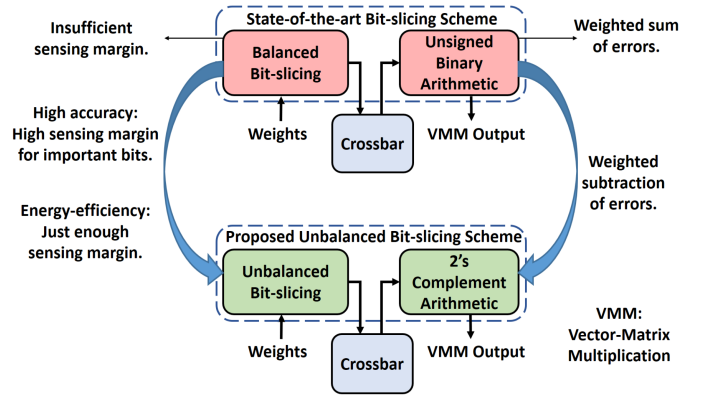 State-of-the-art Bit-slicing Scheme
Insufficient
sensing margin.
Balanced
Bit-slicing
Unsigned
Binary
Arithmetic
Weighted sum
of errors.
Weights
Crossbar
VMM Output
High accuracy:
High sensing margin
for important bits.
Energy-efficiency:
Just enough
sensing margin.
Weighted
subtraction
of errors.
Proposed Unbalanced Bit-slicing Scheme
Unbalanced
Bit-slicing
2's
Complement
Arithmetic
Weights
Crossbar
VMM Output
VMM:
Vector-Matrix
Multiplication